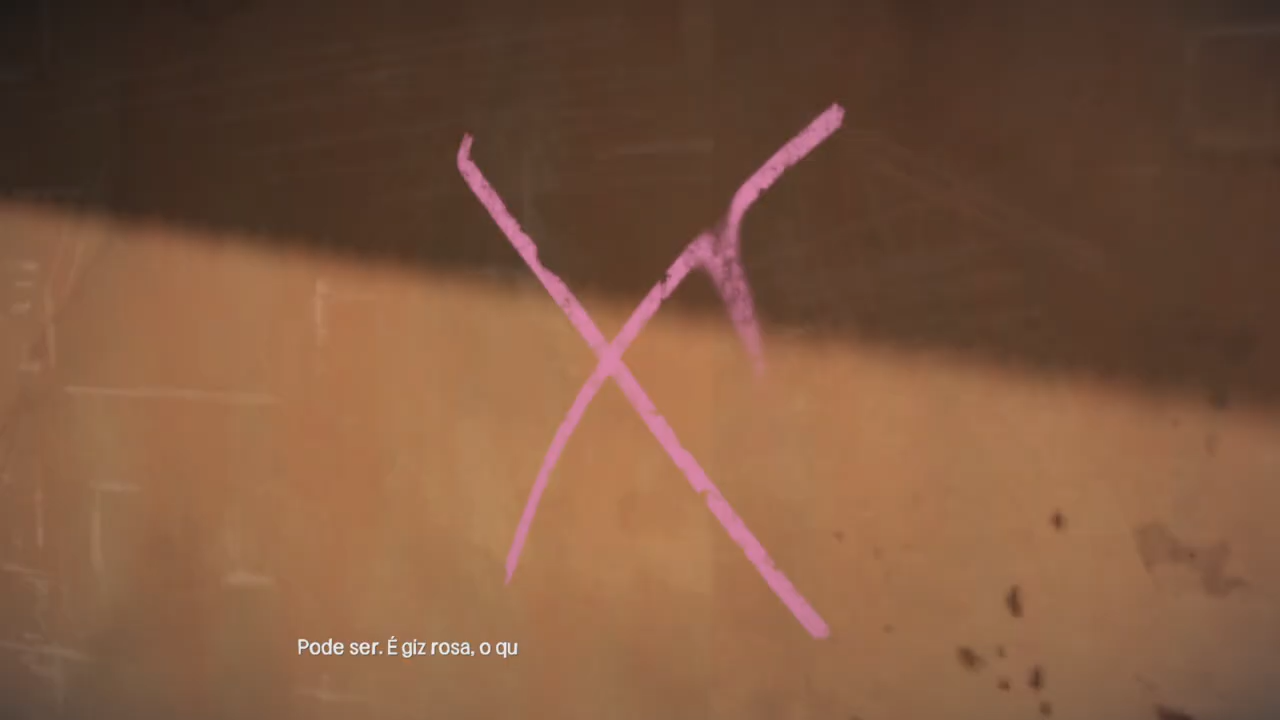 Pode ser. É giz rosa, o qu